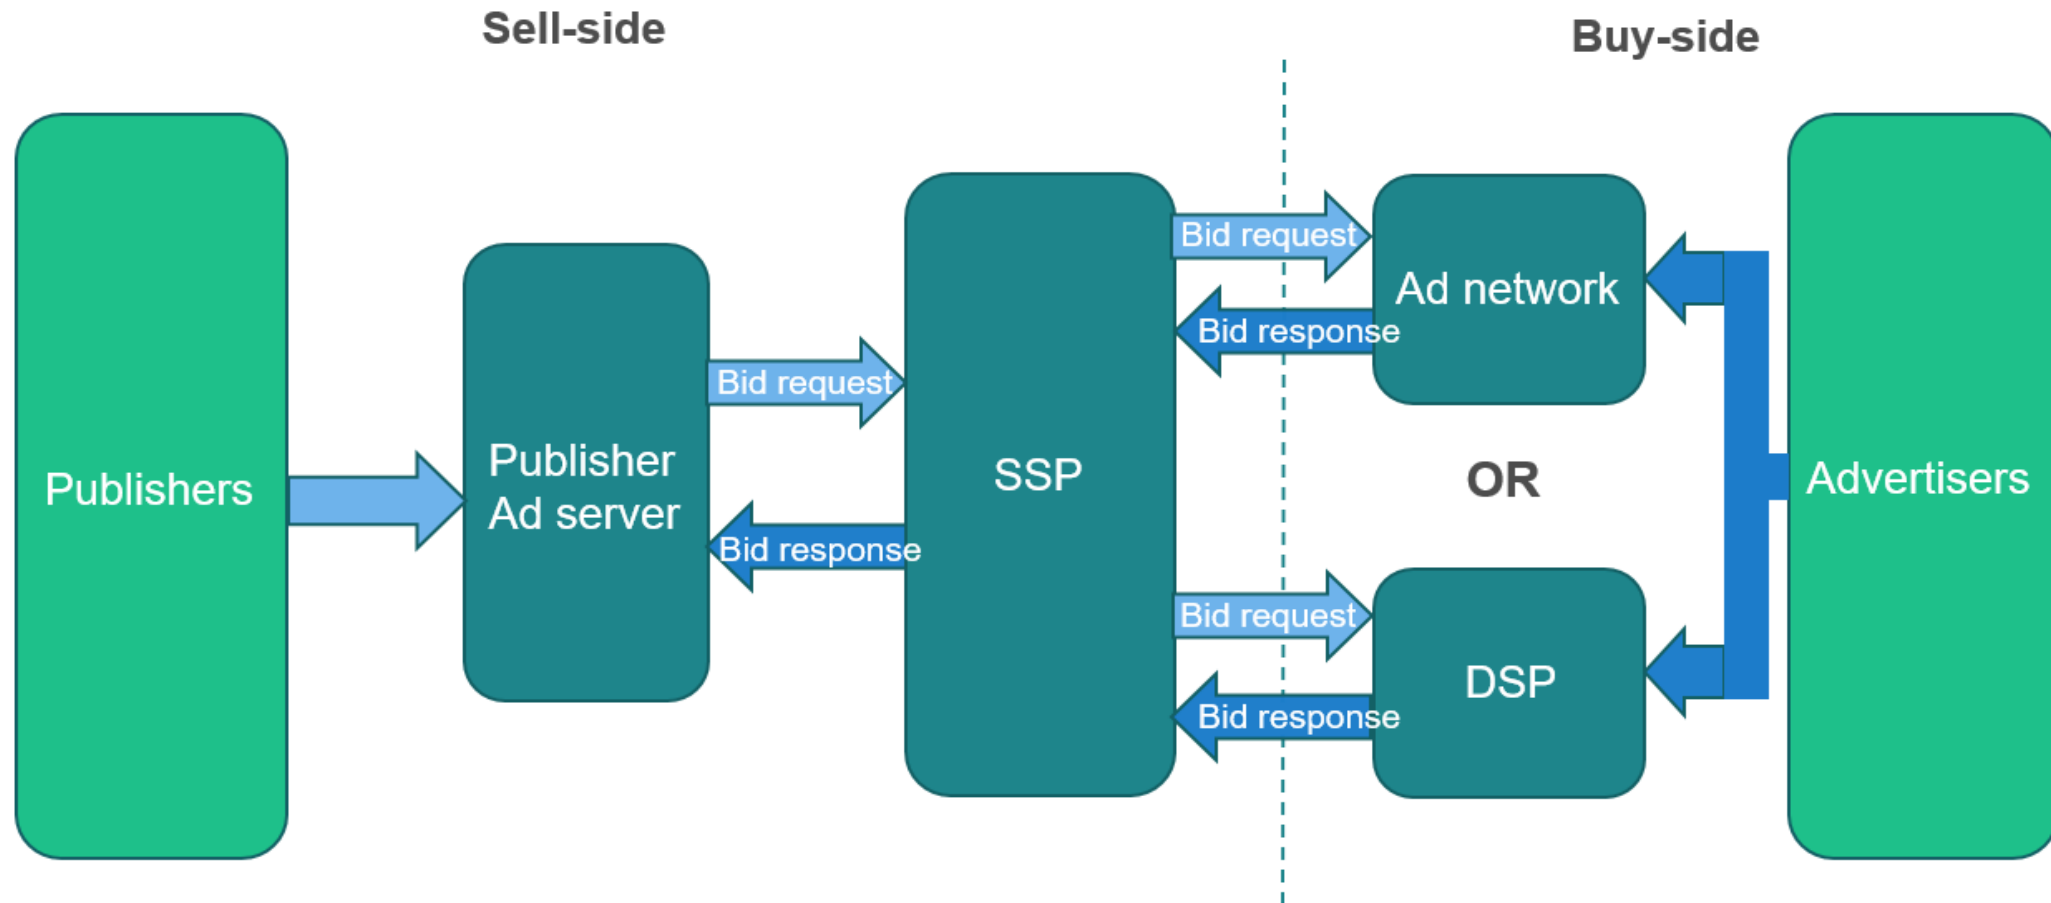 Sell-side
Buy-side
Publishers
Publisher
Ad server
Bid request
Bid response
SSP
Bid request
Bid response
Bid request
Bid response
Ad network
OR
DSP
Advertisers